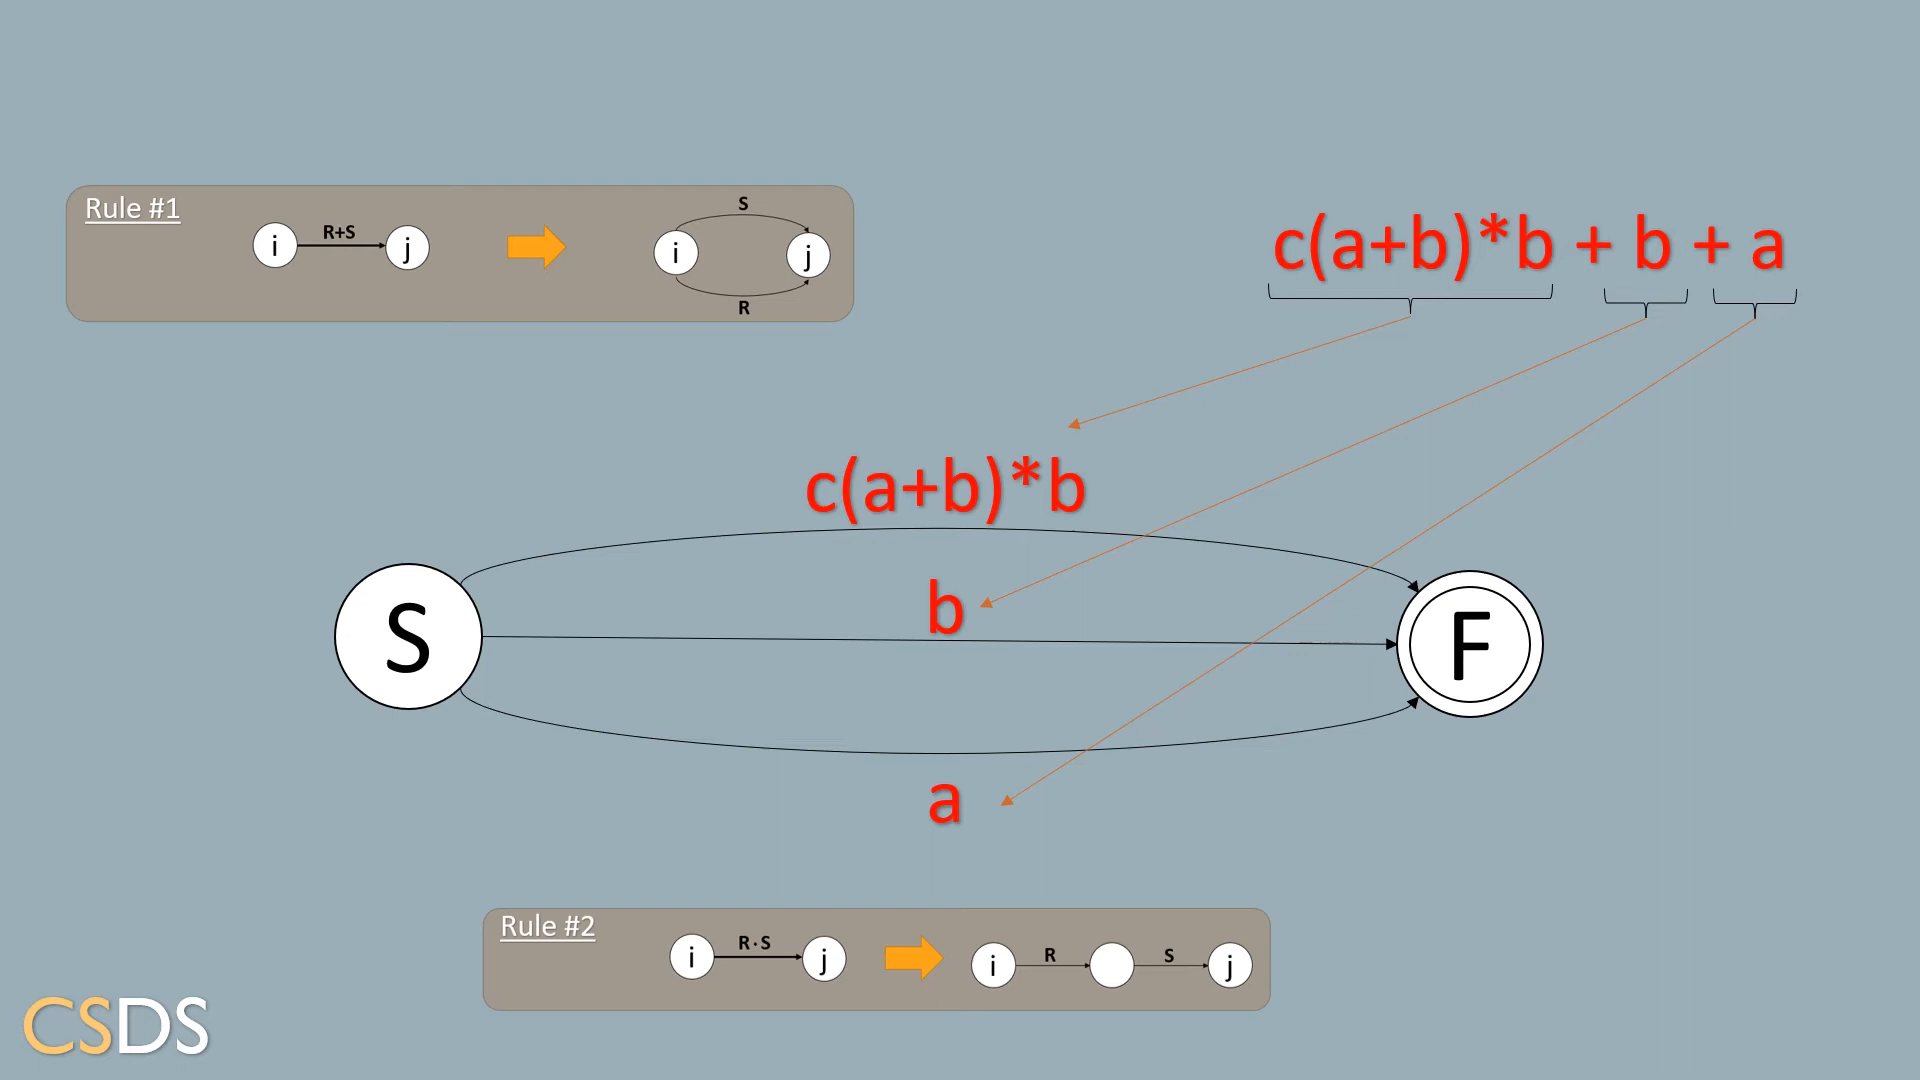 Rule #1
i
R+S
j
S
i
j
R
c(a+b)*b + b + a
c(a+b)*b
b
S
F
a
Rule #2
i
R · S
j
i
R
S
j
CSDS